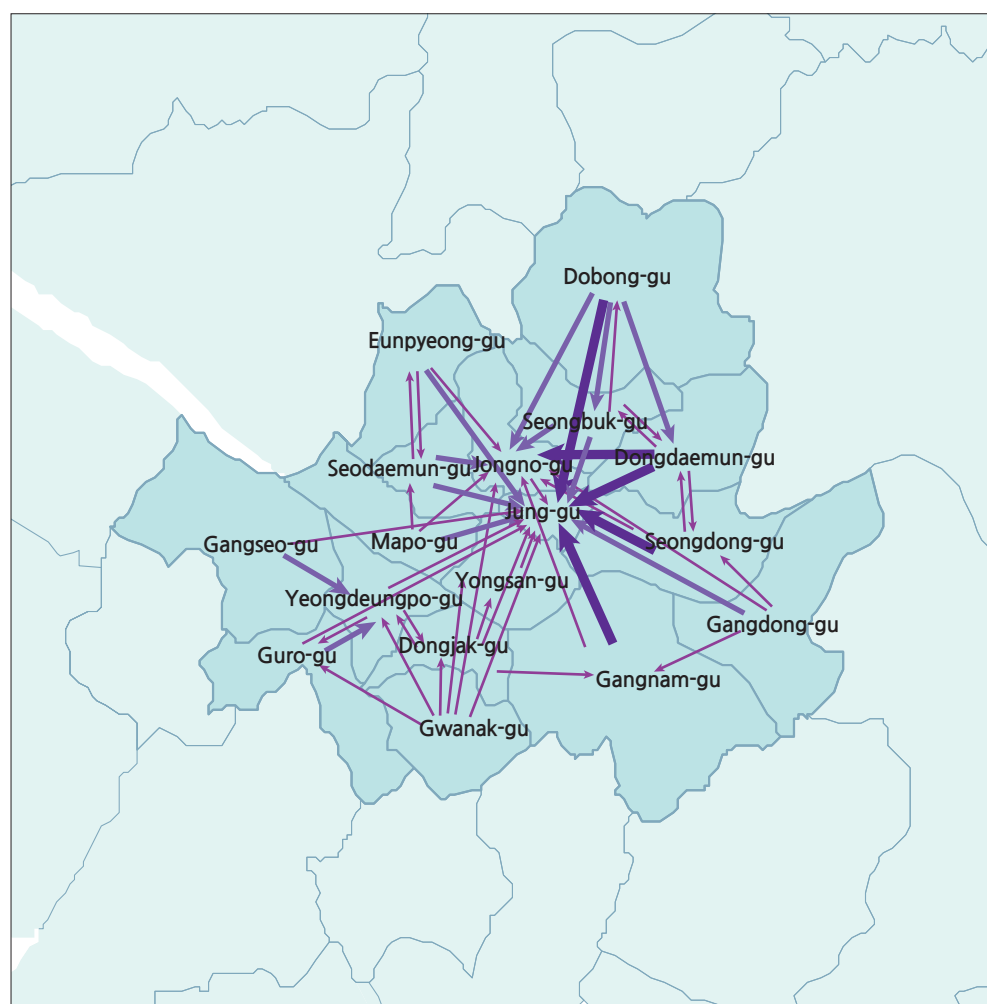 Dobong-gu
Eunpyeong-gu
Seongbuk-gu
Dongdaemun-gu
Seodaemun-gu
Jongno-gu
Jung-gu
Gangseo-gu
Mapo-gu
Seongdong-gu
Yongsan-gu
Yeongdeungpo-gu
Gangdong-gu
Dongjak-gu
Guro-gu
Gangnam-gu
Gwanak-gu